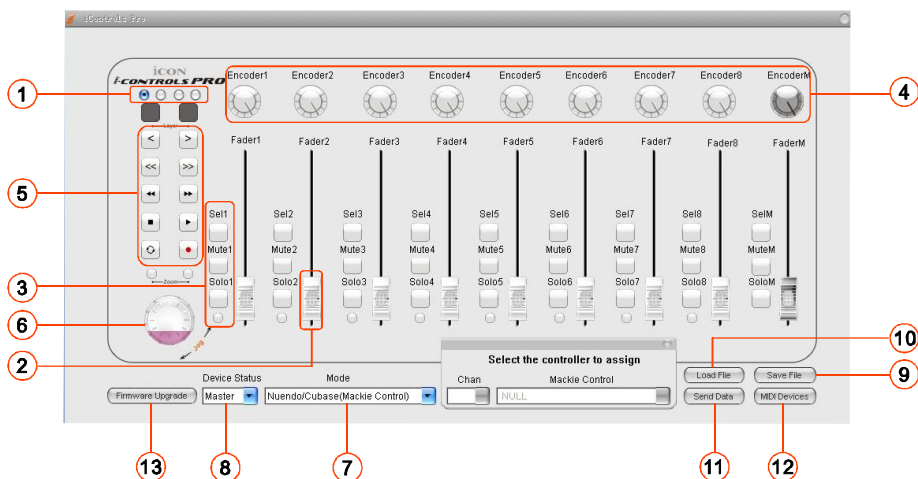 iControls Pro
icon
i-CONTROLS PRO
Encoder1 Encoder2 Encoder3 Encoder4 Encoder5 Encoder6 Encoder7 Encoder8 EncoderM
1
4
Layer
< >
<< >>
5
Fader1 Fader2 Fader3 Fader4 Fader5 Fader6 Fader7 Fader8 FaderM
Sel1 Sel2 Sel3 Sel4 Sel5 Sel6 Sel7 Sel8 SelM
Mute1 Mute2 Mute3 Mute4 Mute5 Mute6 Mute7 Mute8 MuteM
Solo1 Solo2 Solo3 Solo4 Solo5 Solo6 Solo7 Solo8 SoloM
3
Zoom
6
Jog
2
10
Select the controller to assign
Chan Mackie Control
NULL
Device Status Mode
Firmware Upgrade Master Nuendo/Cubase(Mackie Control)
Load File Save File
9
Send Data MIDI Devices
13 8 7 11 12